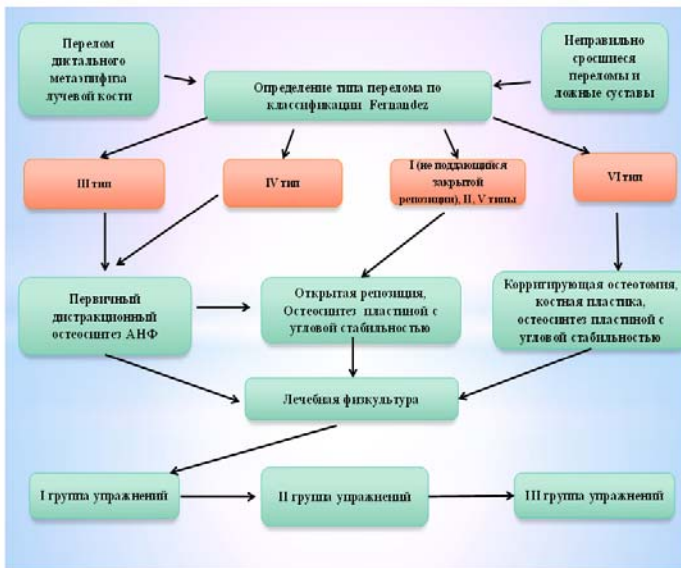 Перелом
дистального
метаэпифиза
лучевой кости
Неправильно
сросшиеся
переломы и
ложные суставы
Определение типа перелома по
классификации Fernandez
III тип
IV тип
I (не поддающийся
закрытой
репозиции), II, V типы
VI тип
Первичный
дистракционный
остеосинтез АНФ
Открытая репозиция,
Остеосинтез пластиной с
угловой стабильностью
Корригирующая остеотомия,
костная пластика,
остеосинтез пластиной с
угловой стабильностью
Лечебная физкультура
I группа упражнений
II группа упражнений
III группа упражнений